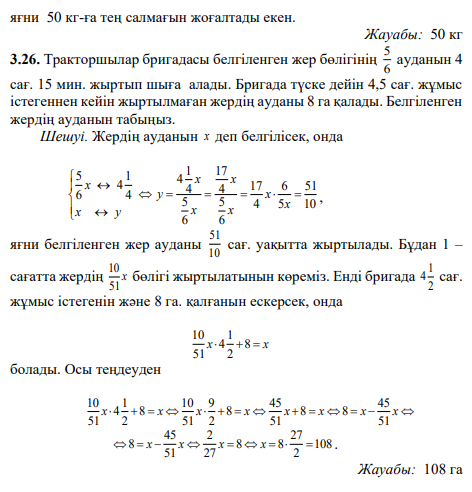 яғни 50 кг-ға тең салмағын жоғалтады екен.
Жауабы: 50 кг
3.26. Тракторшылар бригадасы белгіленген жер бөлігінің 5/6 ауданын 4
сағ. 15 мин. жыртып шыға алады. Бригада түске дейін 4,5 сағ. жұмыс
істегеннен кейін жыртылмаған жердің ауданы 8 га қалады. Белгіленген
жердің ауданын табыңыз.
Шешуі. Жердің ауданын x деп белгілісек, онда
{ 5/6 x ↔ 4 1/4 ; x ↔ y ⇔ y = (4 1/4 x)/(5/6 x) = (17/4 x)/(5/6 x) = 17/4 x · 6/5x = 51/10 ,
яғни белгіленген жер ауданы 51/10 сағ. уақытта жыртылады. Бұдан 1 –
сағатта жердің 10/51 x бөлігі жыртылатынын көреміз. Енді бригада 4 1/2 сағ.
жұмыс істегенін және 8 га. қалғанын ескерсек, онда
10/51 x · 4 1/2 + 8 = x
болады. Осы теңдеуден
10/51 x · 4 1/2 + 8 = x ⇔ 10/51 x · 9/2 + 8 = x ⇔ 45/51 x + 8 = x ⇔ 8 = x − 45/51 x ⇔
⇔ 8 = x − 45/51 x ⇔ 2/27 x = 8 ⇔ x = 8 · 27/2 = 108 .
Жауабы: 108 га